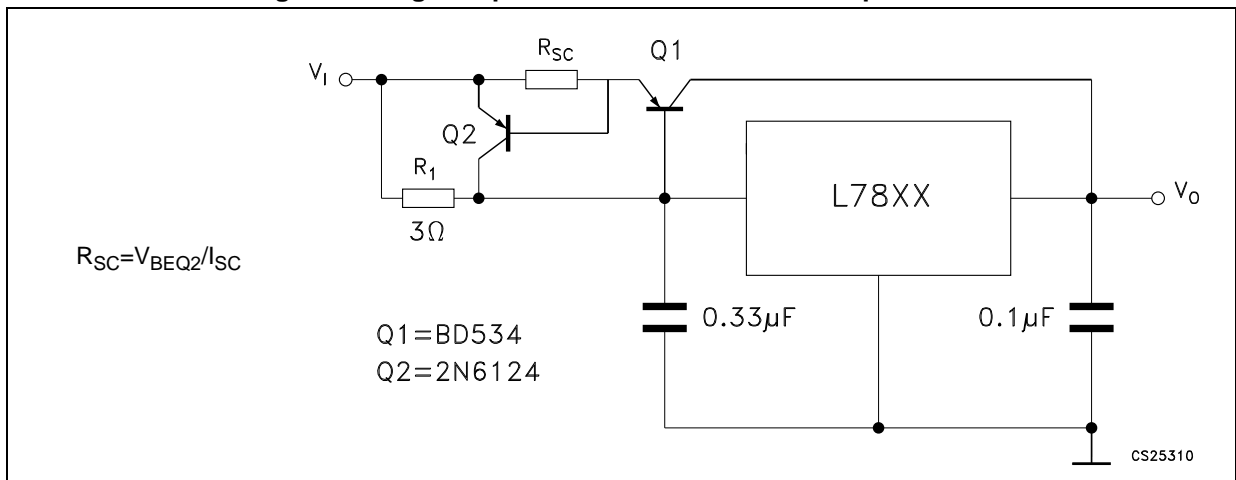 R_SC
Q1
V_I
Q2
R_1
3Ω
L78XX
V_O
R_SC=V_BEQ2/I_SC
0.33µF
0.1µF
Q1=BD534
Q2=2N6124
CS25310